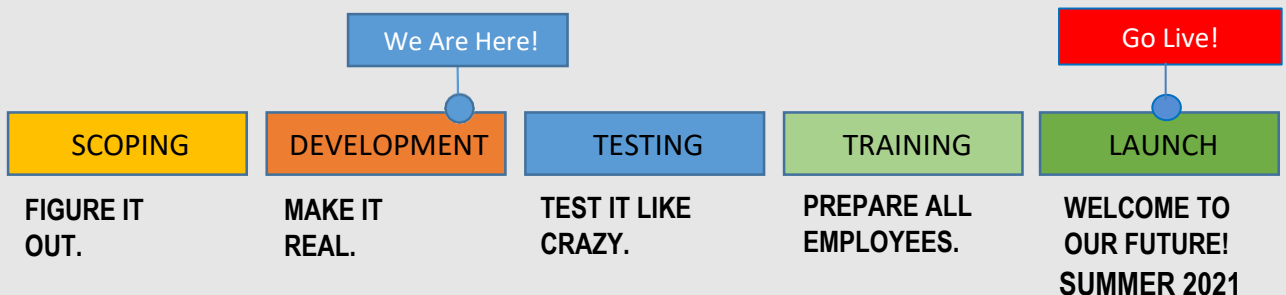 We Are Here!
Go Live!
SCOPING
DEVELOPMENT
TESTING
TRAINING
LAUNCH
FIGURE IT
OUT.
MAKE IT
REAL.
TEST IT LIKE
CRAZY.
PREPARE ALL
EMPLOYEES.
WELCOME TO
OUR FUTURE!
SUMMER 2021